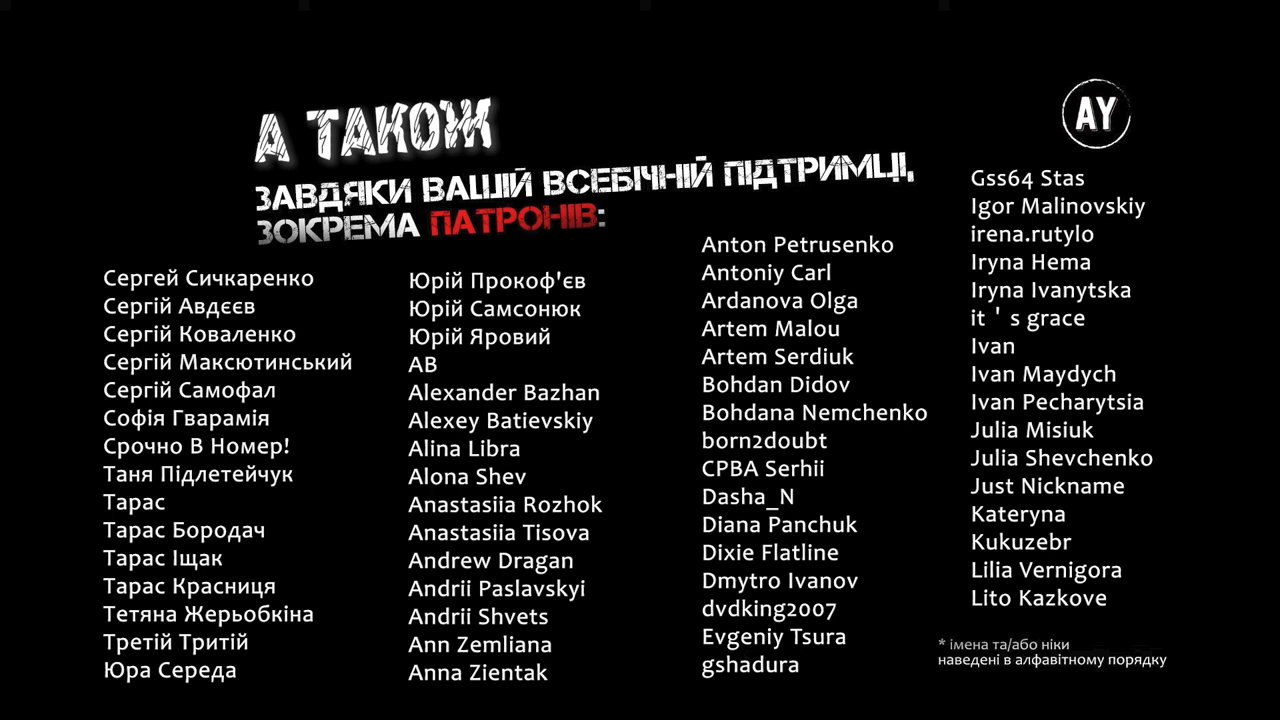 А ТАКОЖ
ЗАВДЯКИ ВАШІЙ ВСЕБІЧНІЙ ПІДТРИМЦІ,
ЗОКРЕМА ПАТРОНІВ:
Сергей Сичкаренко
Сергій Авдєєв
Сергій Коваленко
Сергій Максютинський
Сергій Самофал
Софія Гварамія
Срочно В Номер!
Таня Підлетейчук
Тарас
Тарас Бородач
Тарас Іщак
Тарас Красниця
Тетяна Жерьобкіна
Третій Тритій
Юра Середа
Юрій Прокоф'єв
Юрій Самсонюк
Юрій Яровий
AB
Alexander Bazhan
Alexey Batievskiy
Alina Libra
Alona Shev
Anastasiia Rozhok
Anastasiia Tisova
Andrew Dragan
Andrii Paslavskyi
Andrii Shvets
Ann Zemliana
Anna Zientak
Anton Petrusenko
Antoniy Carl
Ardanova Olga
Artem Malou
Artem Serdiuk
Bohdan Didov
Bohdana Nemchenko
born2doubt
CPBA Serhii
Dasha_N
Diana Panchuk
Dixie Flatline
Dmytro Ivanov
dvdking2007
Evgeniy Tsura
gshadura
АУ
Gss64 Stas
Igor Malinovskiy
irena.rutylo
Iryna Hema
Iryna Ivanytska
it ' s grace
Ivan
Ivan Maydych
Ivan Pecharytsia
Julia Misiuk
Julia Shevchenko
Just Nickname
Kateryna
Kukuzebr
Lilia Vernigora
Lito Kazkove
* імена та/або ніки
наведені в алфавітному порядку